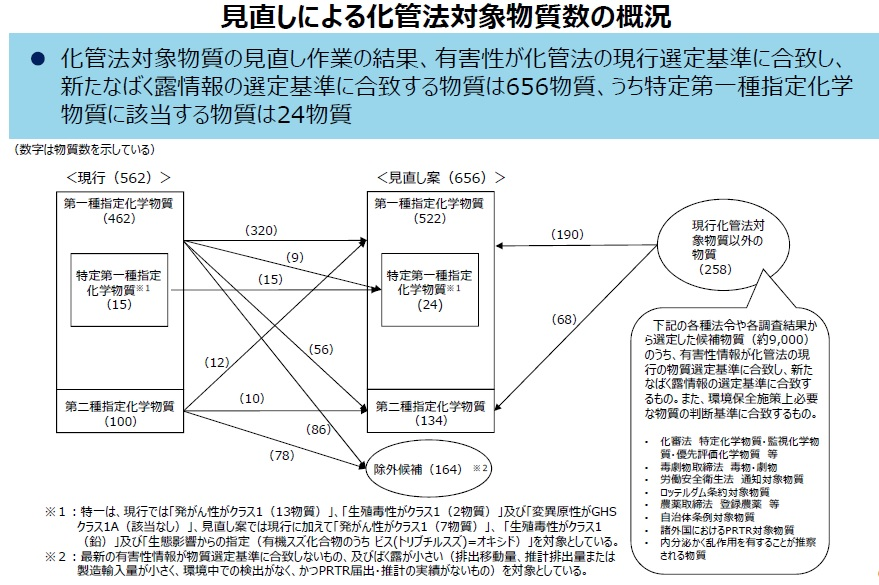 見直しによる化管法対象物質数の概況
● 化管法対象物質の見直し作業の結果、有害性が化管法の現行選定基準に合致し、
新たなばく露情報の選定基準に合致する物質は656物質、うち特定第一種指定化学
物質に該当する物質は24物質
(数字は物質数を示している)
<現行(562)>
第一種指定化学物質
(462)
特定第一種指定
化学物質※1
(15)
第二種指定化学物質
(100)
(320)
(9)
(15)
(12)
(56)
(10)
(86)
(78)
<見直し案(656)>
第一種指定化学物質
(522)
特定第一種指定
化学物質※1
(24)
第二種指定化学物質
(134)
除外候補(164) ※2
(190)
(68)
現行化管法対
象物質以外の
物質
(258)
下記の各種法令や各調査結果か
ら選定した候補物質(約9,000)
のうち、有害性情報が化管法の現
行の物質選定基準に合致し、新た
なばく露情報の選定基準に合致す
るもの。また、環境保全施策上必要
な物質の判断基準に合致するもの。
・ 化審法 特定化学物質・監視化学物
質・優先評価化学物質 等
・ 毒劇物取締法 毒物・劇物
・ 労働安全衛生法 通知対象物質
・ ロッテルダム条約対象物質
・ 農薬取締法 登録農薬 等
・ 自治体条例対象物質
・ 諸外国におけるPRTR対象物質
・ 内分泌かく乱作用を有することが推察
される物質
※1:特一は、現行では「発がん性がクラス1(13物質)」、「生殖毒性がクラス1(2物質)」及び「変異原性がGHS
クラス1A(該当なし)」、見直し案では現行に加えて「発がん性がクラス1(7物質)」、「生殖毒性がクラス1
(鉛)」及び「生態影響からの指定(有機スズ化合物のうち ビス(トリブチルスズ)=オキシド)」を対象としている。
※2:最新の有害性情報が物質選定基準に合致しないもの、及びばく露が小さい(排出移動量、推計排出量または
製造輸入量が小さく、環境中での検出がなく、かつPRTR届出・推計の実績がないもの)を対象としている。